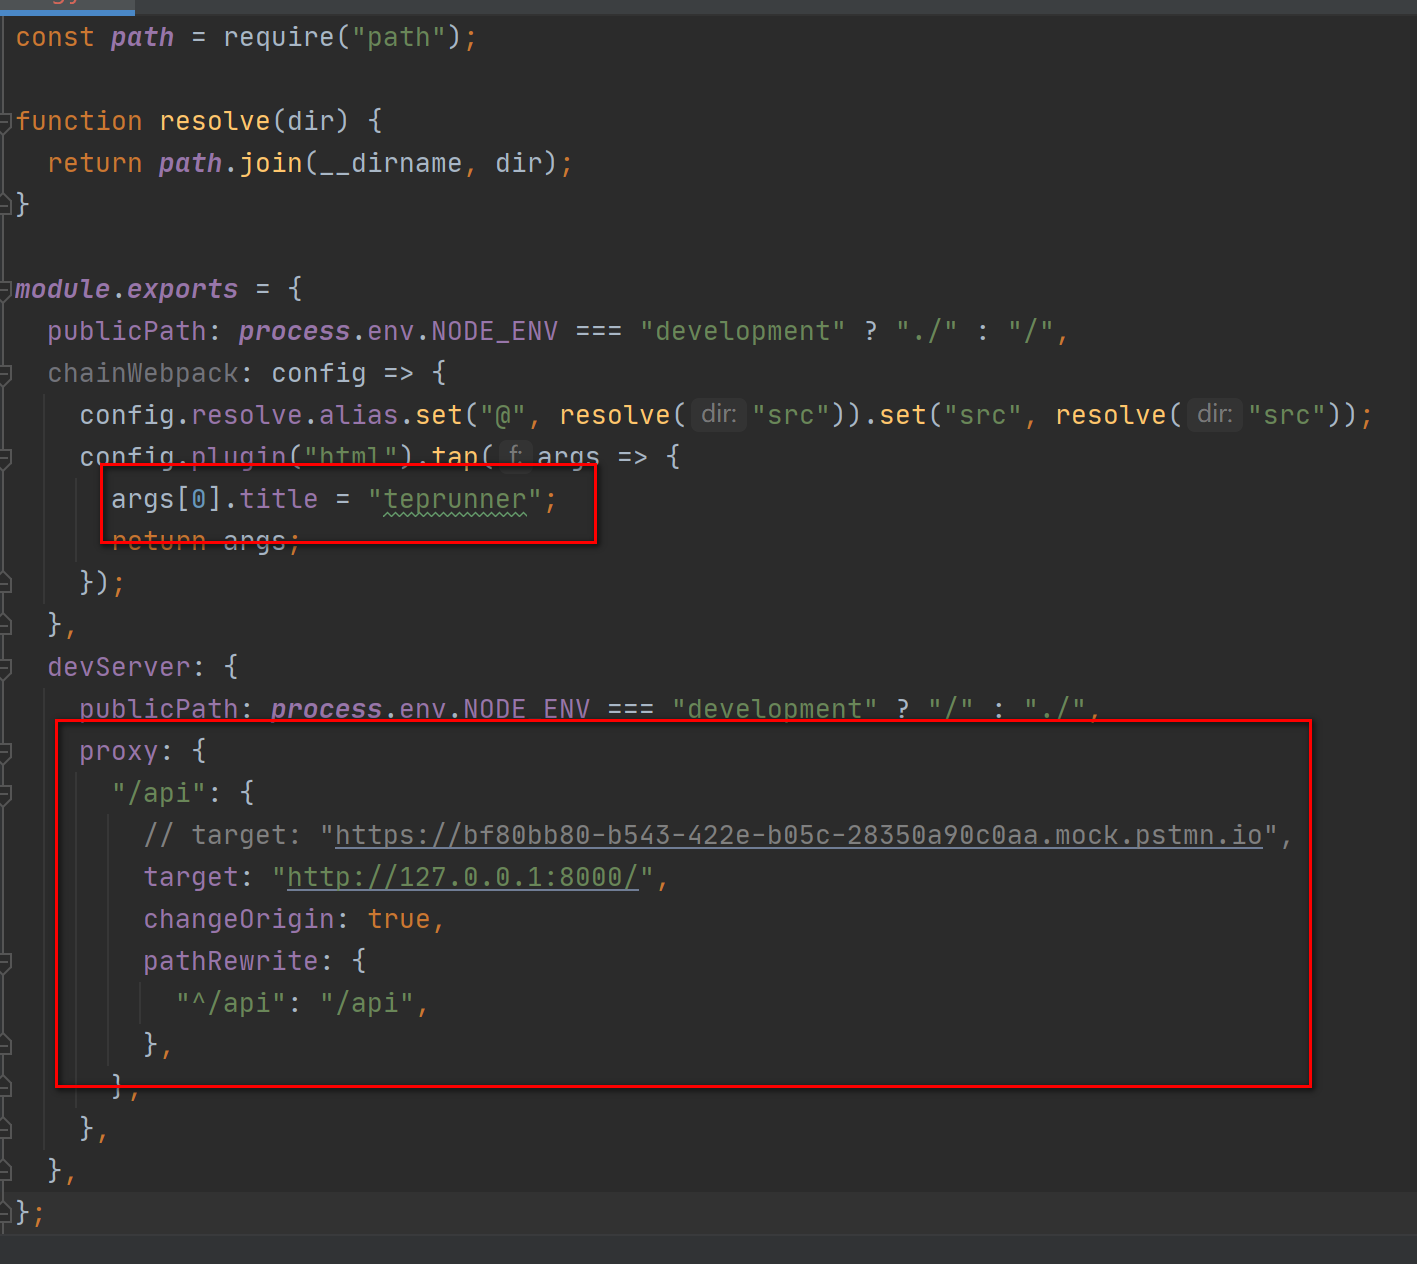 const path = require("path");
function resolve(dir) {
return path.join(__dirname, dir);
}
module.exports = {
publicPath: process.env.NODE_ENV === "development" ? "./" : "/",
chainWebpack: config => {
config.resolve.alias.set("@", resolve( dir: "src")).set("src", resolve( dir: "src"));
config.plugin("html").tap( f: args => {
args[0].title = "teprunner";
return args;
});
},
devServer: {
publicPath: process.env.NODE_ENV === "development" ? "/" : "./",
proxy: {
"/api": {
// target: "https://bf80bb80-b543-422e-b05c-28350a90c0aa.mock.pstmn.io",
target: "http://127.0.0.1:8000/",
changeOrigin: true,
pathRewrite: {
"^/api": "/api",
},
},
},
},
};